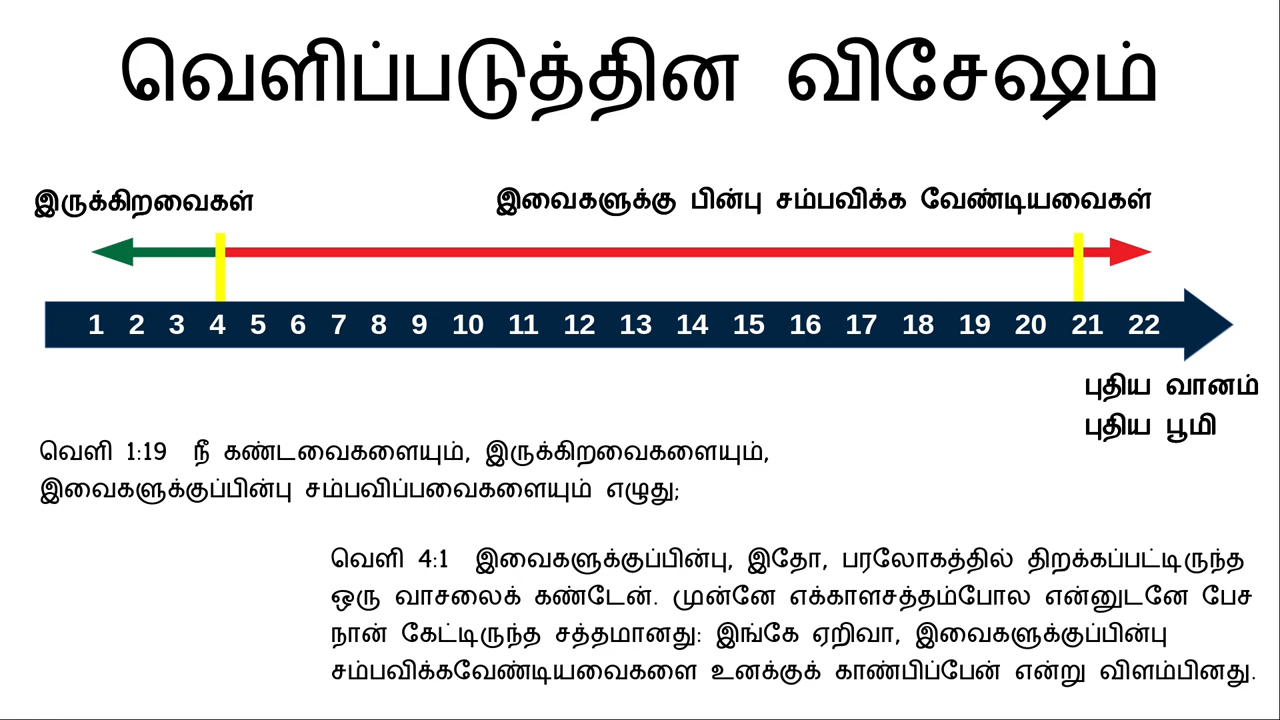 வெளிப்படுத்தின விசேஷம்
இருக்கிறவைகள்
இவைகளுக்கு பின்பு சம்பவிக்க வேண்டியவைகள்
1 2 3 4 5 6 7 8 9 10 11 12 13 14 15 16 17 18 19 20 21 22
புதிய வானம்
புதிய பூமி
வெளி 1:19 நீ கண்டவைகளையும், இருக்கிறவைகளையும்,
இவைகளுக்குப்பின்பு சம்பவிப்பவைகளையும் எழுது;
வெளி 4:1 இவைகளுக்குப்பின்பு, இதோ, பரலோகத்தில் திறக்கப்பட்டிருந்த
ஒரு வாசலைக் கண்டேன். முன்னே எக்காளசத்தம்போல என்னுடனே பேச
நான் கேட்டிருந்த சத்தமானது: இங்கே ஏறிவா, இவைகளுக்குப்பின்பு
சம்பவிக்கவேண்டியவைகளை உனக்குக் காண்பிப்பேன் என்று விளம்பினது.